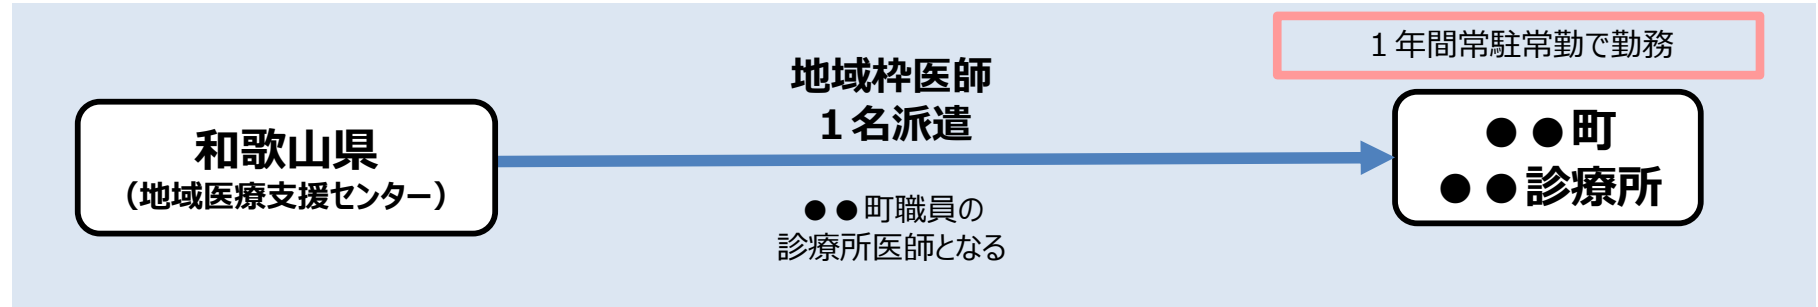 １年間常駐常勤で勤務
地域枠医師
１名派遣
和歌山県
（地域医療支援センター）
●●町
●●診療所
●●町職員の
診療所医師となる